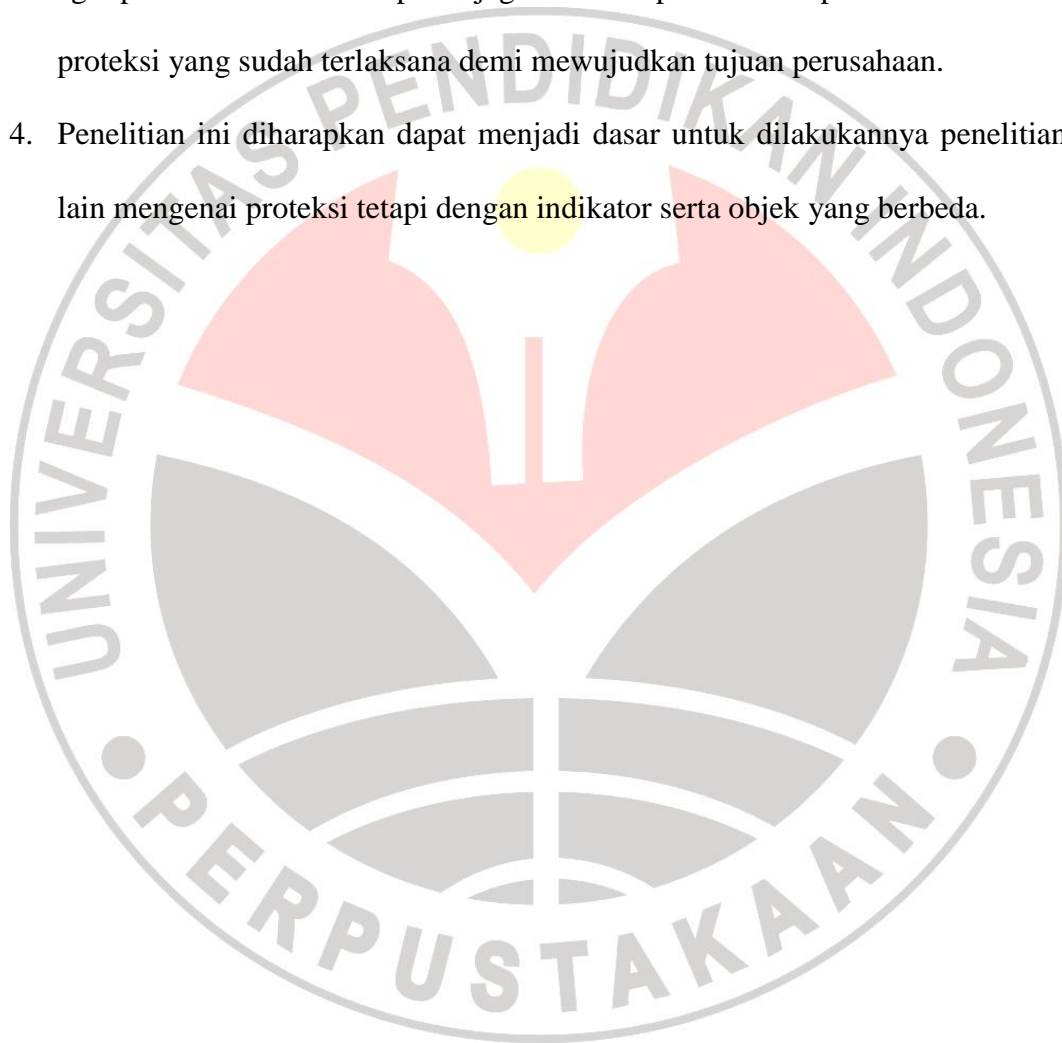 proteksi yang sudah terlaksana demi mewujudkan tujuan perusahaan.
4. Penelitian ini diharapkan dapat menjadi dasar untuk dilakukannya penelitian
lain mengenai proteksi tetapi dengan indikator serta objek yang berbeda.
UNIVERSITAS PENDIDIKAN INDONESIA
PERPUSTAKAAN